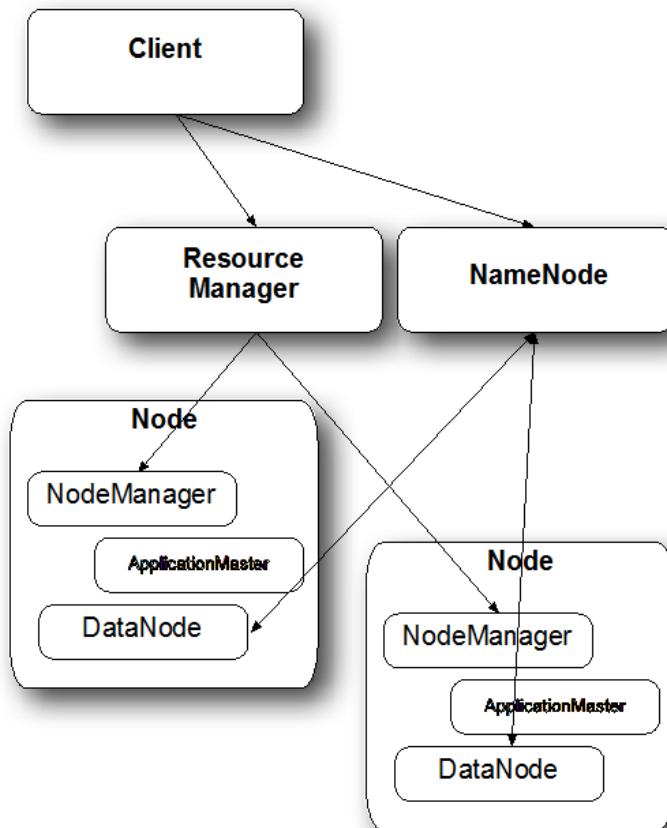 Client
Resource
Manager
NameNode
Node
NodeManager
ApplicationMaster
DataNode
Node
NodeManager
ApplicationMaster
DataNode